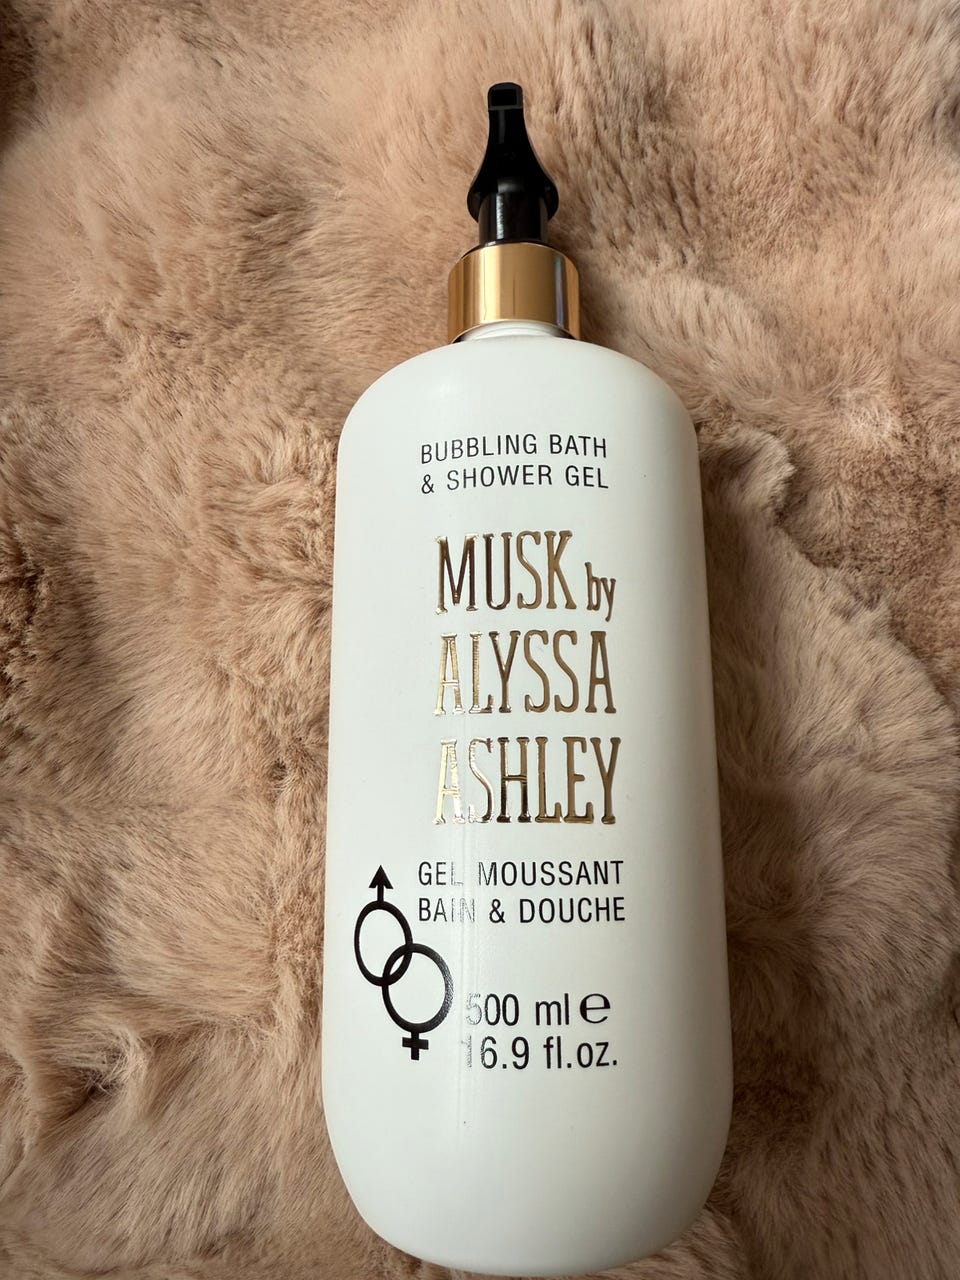 BUBBLING BATH
& SHOWER GEL
MUSK by
ALYSSA
ASHLEY
GEL MOUSSANT
BAIN & DOUCHE
500 ml e
16.9 fl.oz.